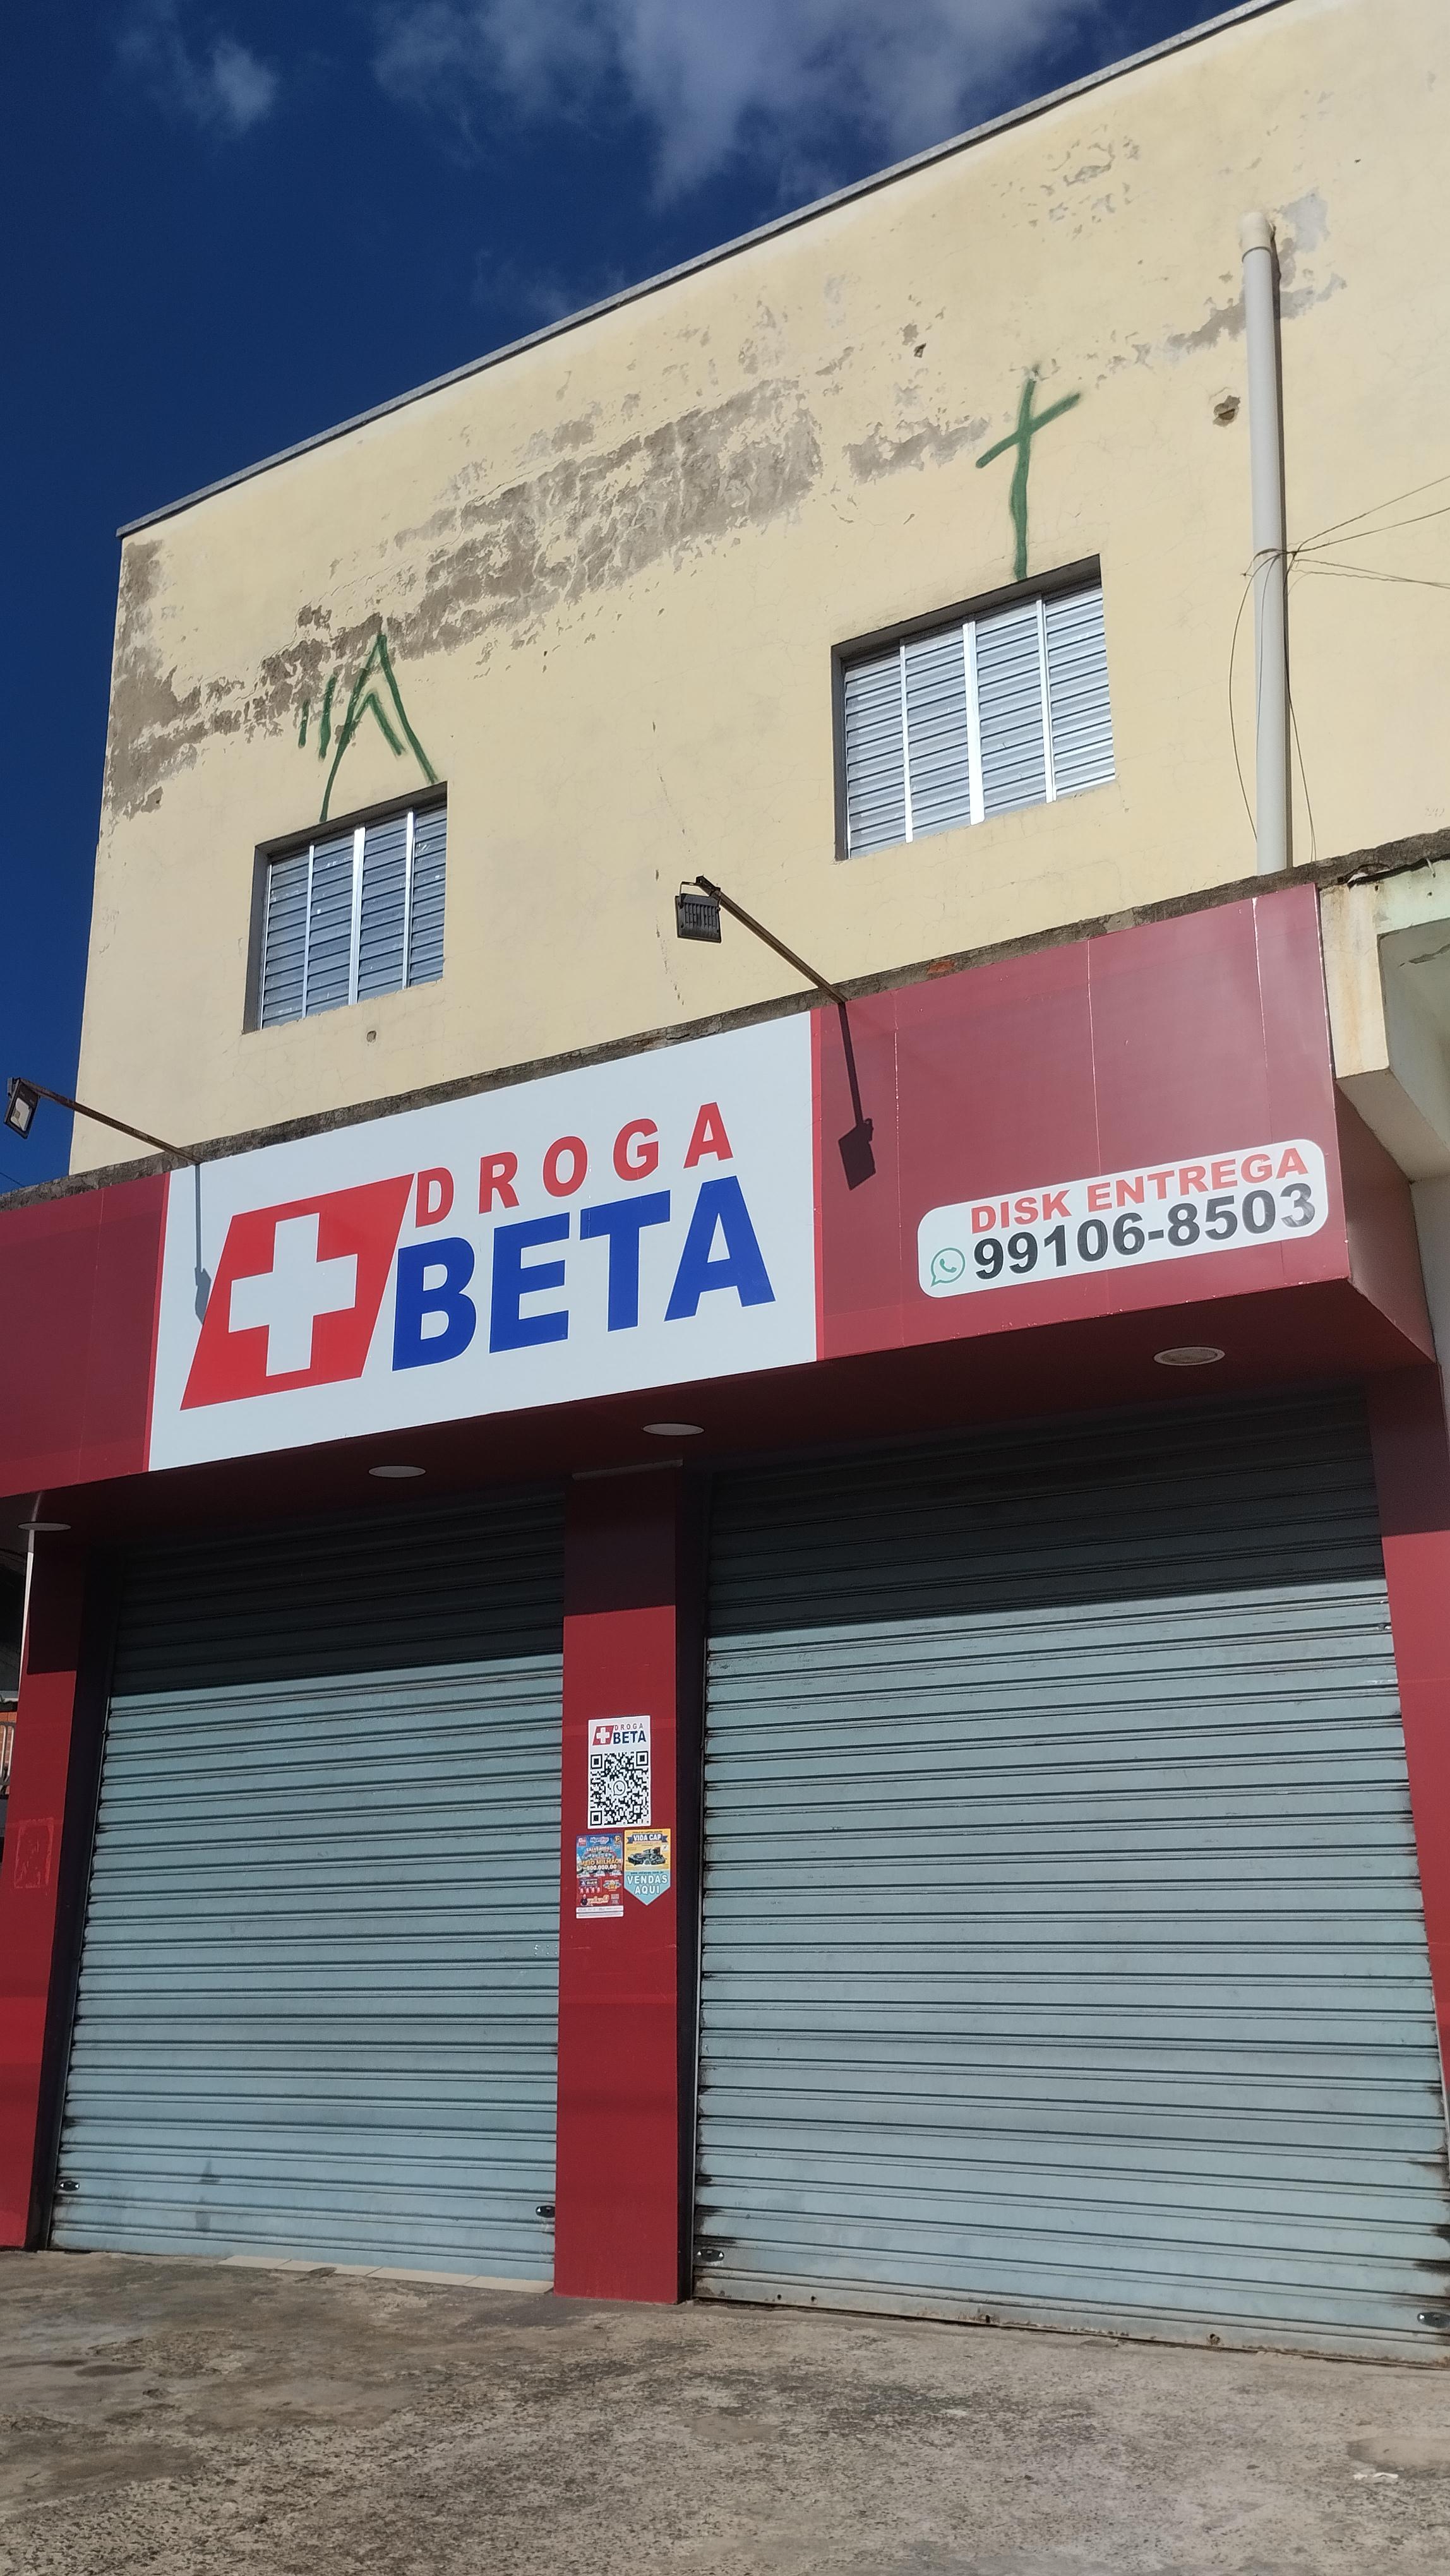 DROGA
BETA
DISK ENTREGA
99106-8503
DROGA
BETA
VIDA CAP
VENDAS
AQUI